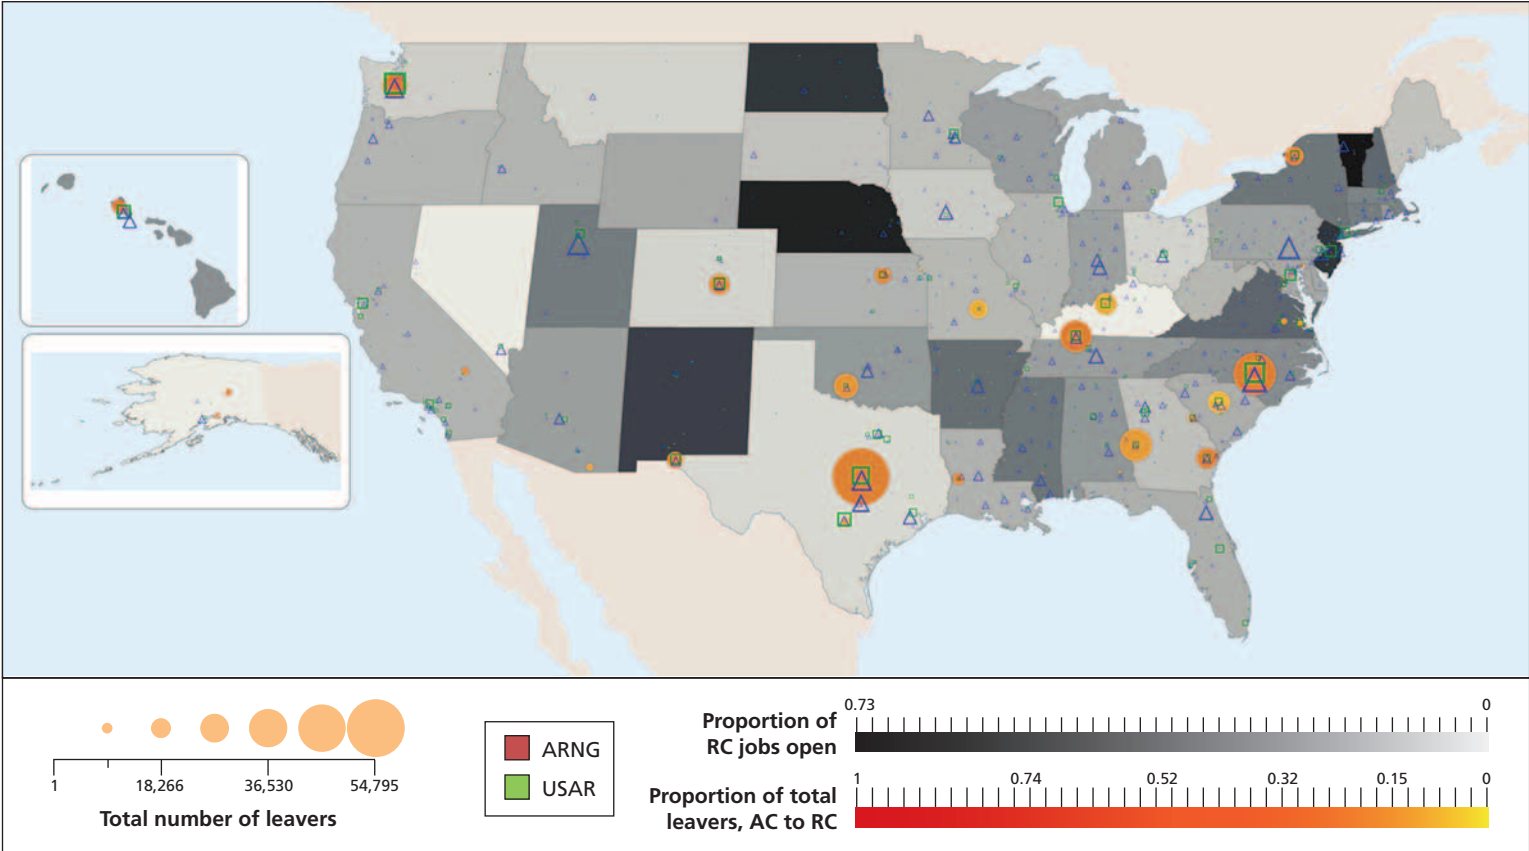 1
18,266
36,530
54,795
Total number of leavers
ARNG
USAR
Proportion of
RC jobs open
0.73
0
Proportion of total
leavers, AC to RC
1
0.74
0.52
0.32
0.15
0